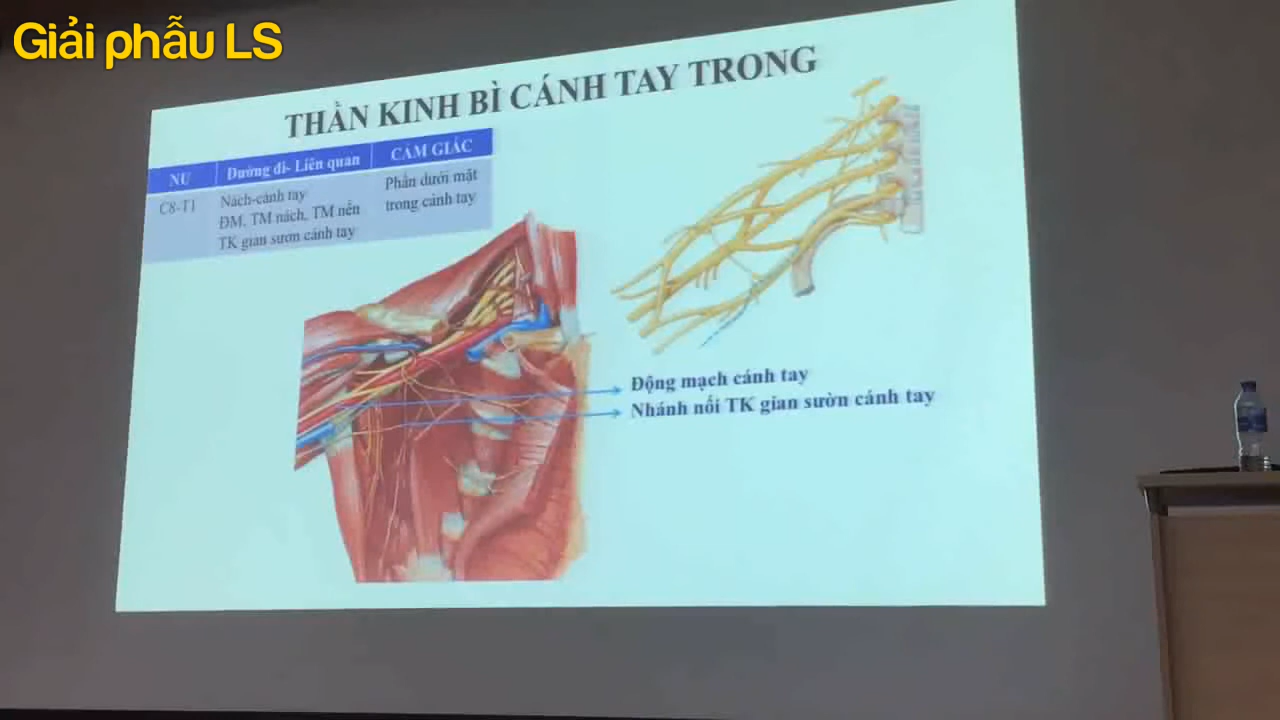 Giải phẫu LS
THẦN KINH BÌ CÁNH TAY TRONG
NU Đường đi- Liên quan CẢM GIÁC
C8-T1 Nách-cánh tay Phần dưới mặt
ĐM, TM nách, TM nền trong cánh tay
TK gian sườn cánh tay
Động mạch cánh tay
Nhánh nối TK gian sườn cánh tay